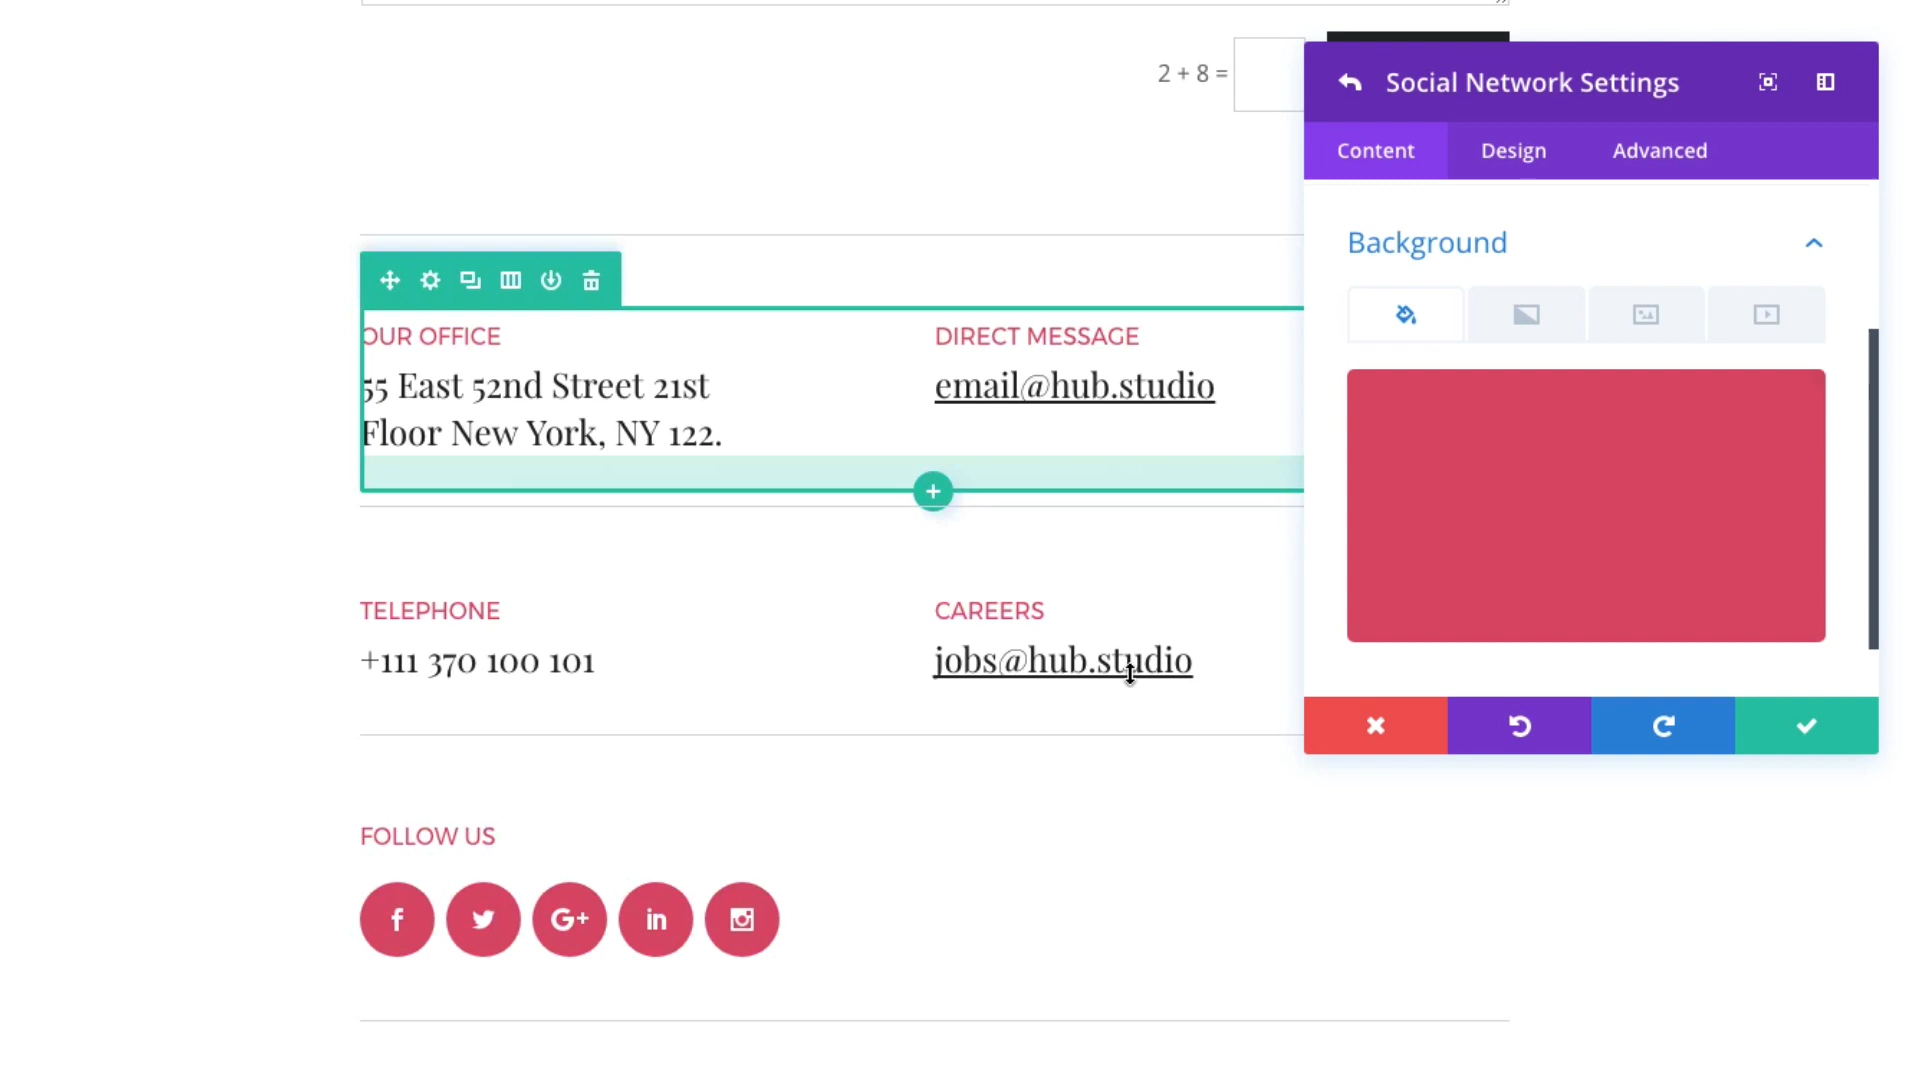 2 + 8 =
Social Network Settings
Content Design Advanced
Background
OUR OFFICE
55 East 52nd Street 21st
Floor New York, NY 122.
DIRECT MESSAGE
email@hub.studio
TELEPHONE
+111 370 100 101
CAREERS
jobs@hub.studio
FOLLOW US
f G+ in